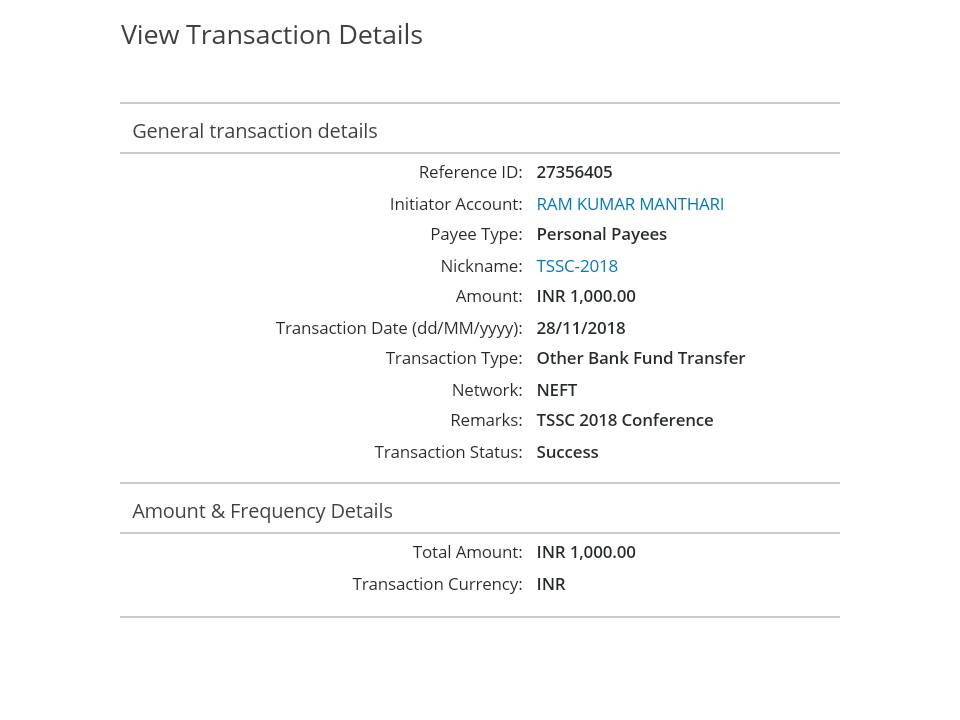 View Transaction Details
General transaction details
Reference ID: 27356405
Initiator Account: RAM KUMAR MANTHARI
Payee Type: Personal Payees
Nickname: TSSC-2018
Amount: INR 1,000.00
Transaction Date (dd/MM/yyyy): 28/11/2018
Transaction Type: Other Bank Fund Transfer
Network: NEFT
Remarks: TSSC 2018 Conference
Transaction Status: Success
Amount & Frequency Details
Total Amount: INR 1,000.00
Transaction Currency: INR